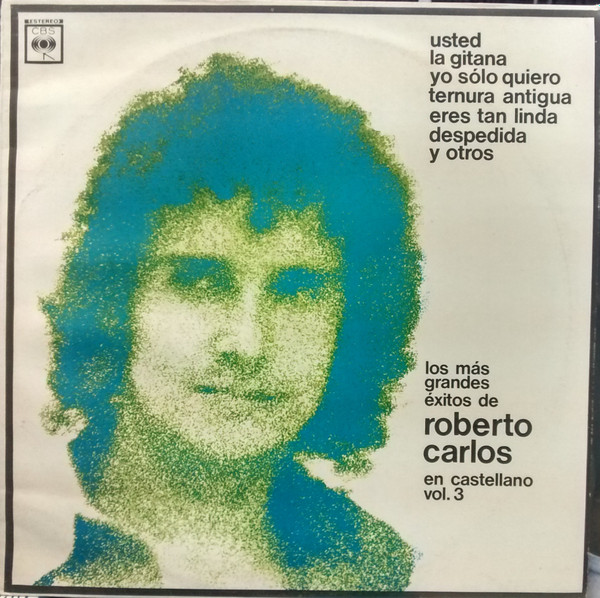 ESTEREO
CBS
usted
la gitana
yo sólo quiero
ternura antigua
eres tan linda
despedida
y otros
los más
grandes
éxitos de
roberto
carlos
en castellano
vol. 3